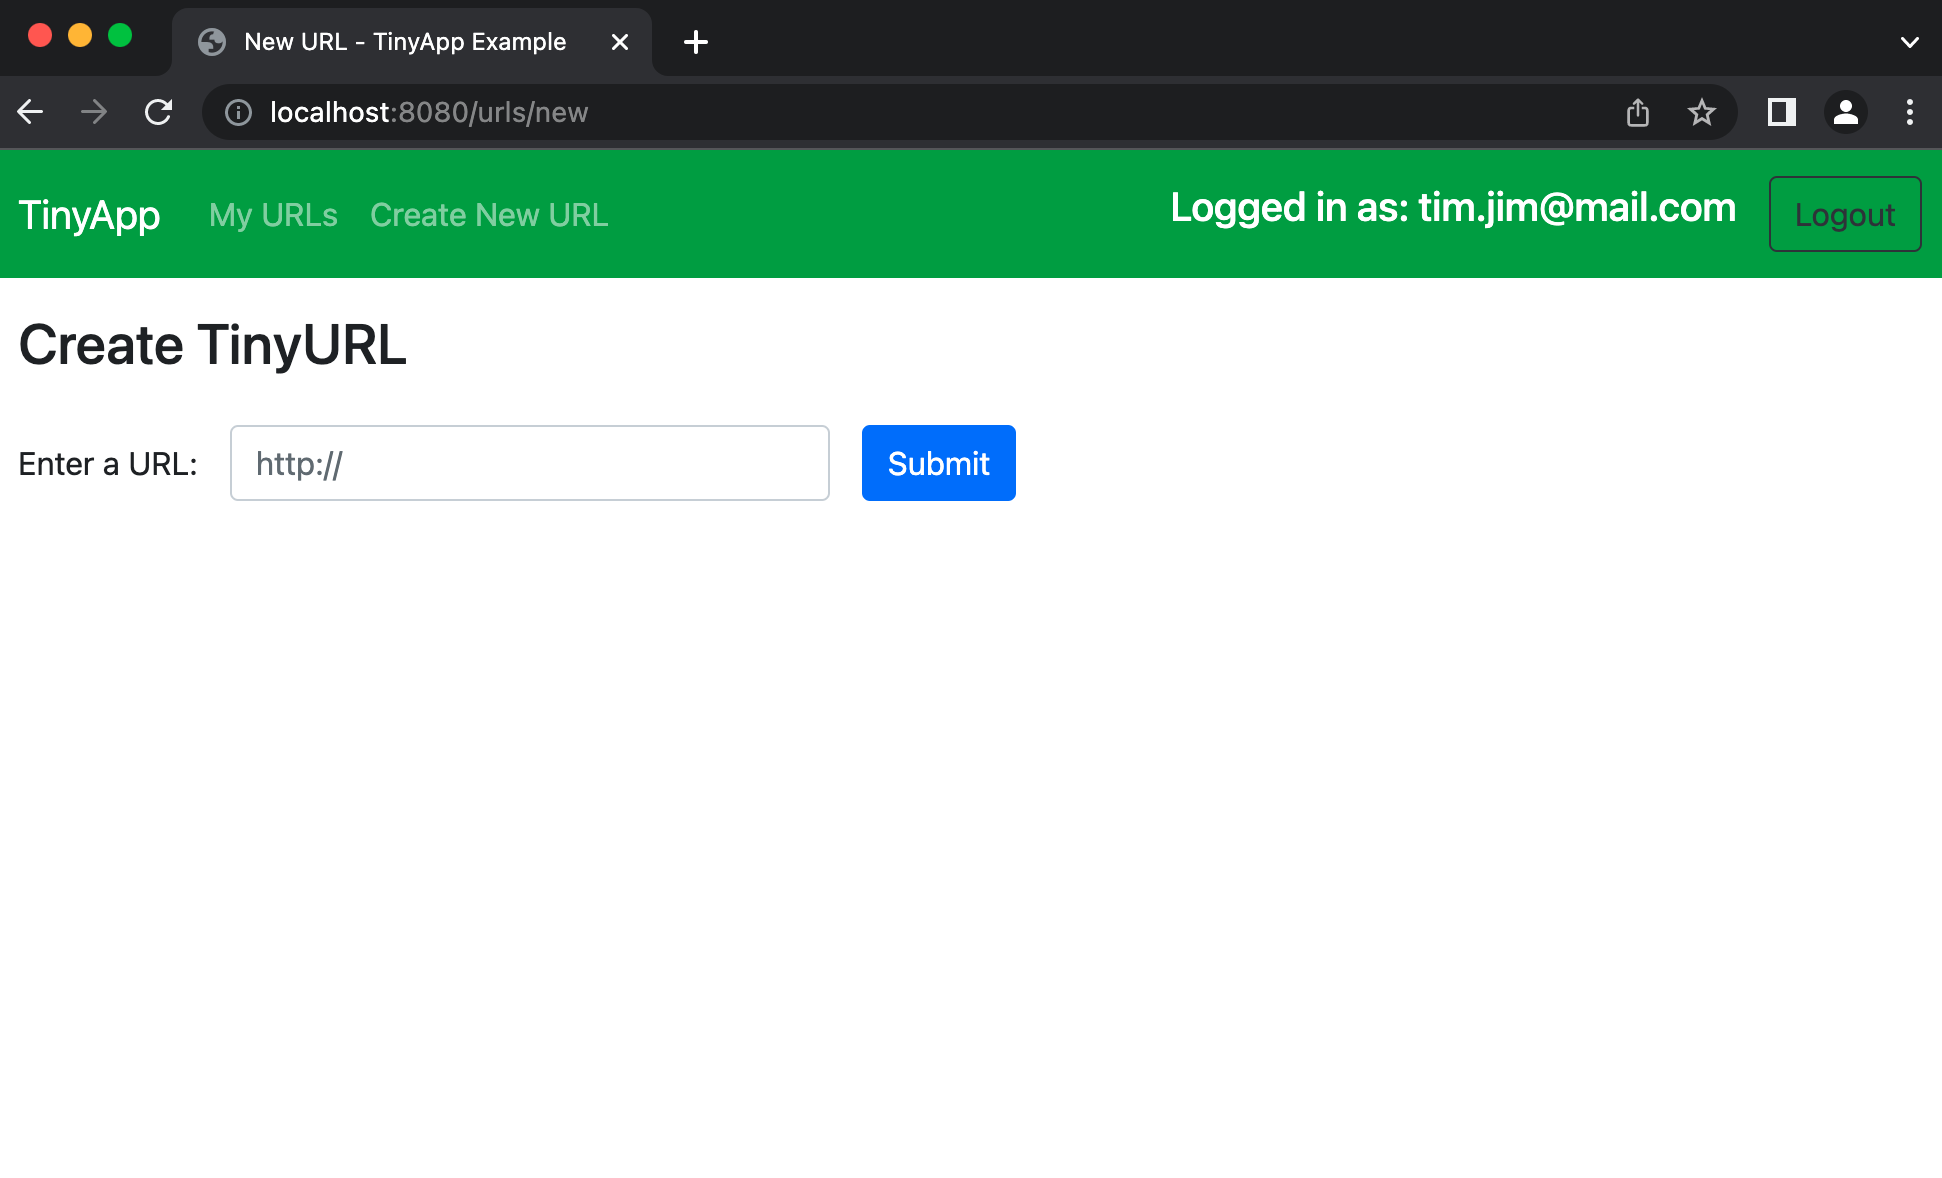 New URL - TinyApp Example
localhost:8080/urls/new
TinyApp My URLs Create New URL Logged in as: tim.jim@mail.com Logout
Create TinyURL
Enter a URL: http:// Submit